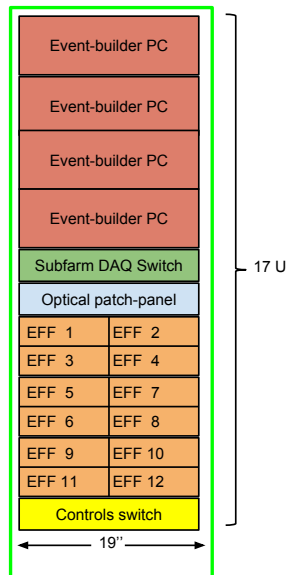 Event-builder PC
Event-builder PC
Event-builder PC
Event-builder PC
Subfarm DAQ Switch
17 U
Optical patch-panel
EFF 1 EFF 2
EFF 3 EFF 4
EFF 5 EFF 7
EFF 6 EFF 8
EFF 9 EFF 10
EFF 11 EFF 12
Controls switch
19''